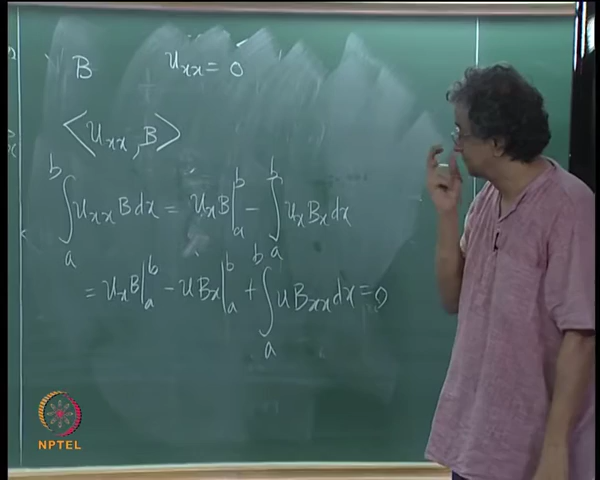 B u_xx = 0
<u_xx, B>
∫_a^b u_xx B dx = u_x B |_a^b - ∫_a^b u_x B_x dx
= u_x B |_a^b - u B_x |_a^b + ∫_a^b u B_xx dx = 0
NPTEL